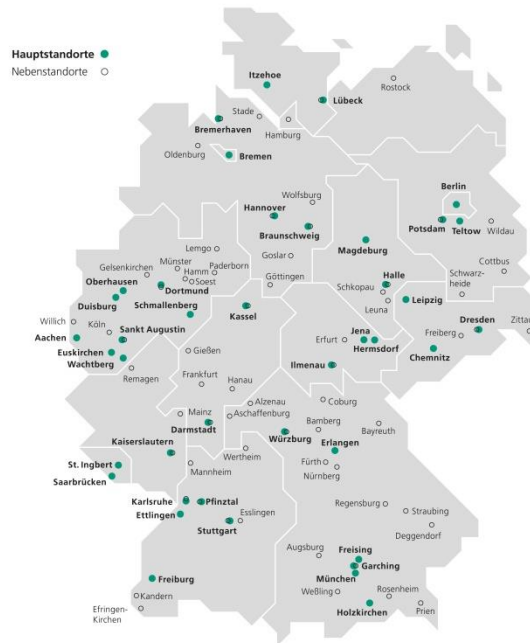 Hauptstandorte
Nebenstandorte
Itzehoe
Rostock
Lübeck
Stade
Bremerhaven
Hamburg
Oldenburg
Bremen
Wolfsburg
Berlin
Hannover
Potsdam
Teltow
Wildau
Braunschweig
Magdeburg
Lemgo
Goslar
Münster
Gelsenkirchen
Hamm
Paderborn
Soest
Göttingen
Cottbus
Schwarz-
heide
Oberhausen
Dortmund
Halle
Schkopau
Leipzig
Duisburg
Schmallenberg
Kassel
Leuna
Willich
Köln
Sankt Augustin
Dresden
Zittau
Freiberg
Aachen
Erfurt
Jena
Hermsdorf
Chemnitz
Euskirchen
Gießen
Wachtberg
Remagen
Ilmenau
Frankfurt
Hanau
Alzenau
Coburg
Mainz
Aschaffenburg
Bamberg
Bayreuth
Darmstadt
Würzburg
Erlangen
Kaiserslautern
Wertheim
Fürth
Nürnberg
St. Ingbert
Mannheim
Saarbrücken
Karlsruhe
Pfinztal
Regensburg
Straubing
Ettlingen
Esslingen
Stuttgart
Deggendorf
Augsburg
Freising
Garching
München
Freiburg
Weßling
Rosenheim
Kandern
Holzkirchen
Prien
Efringen-
Kirchen